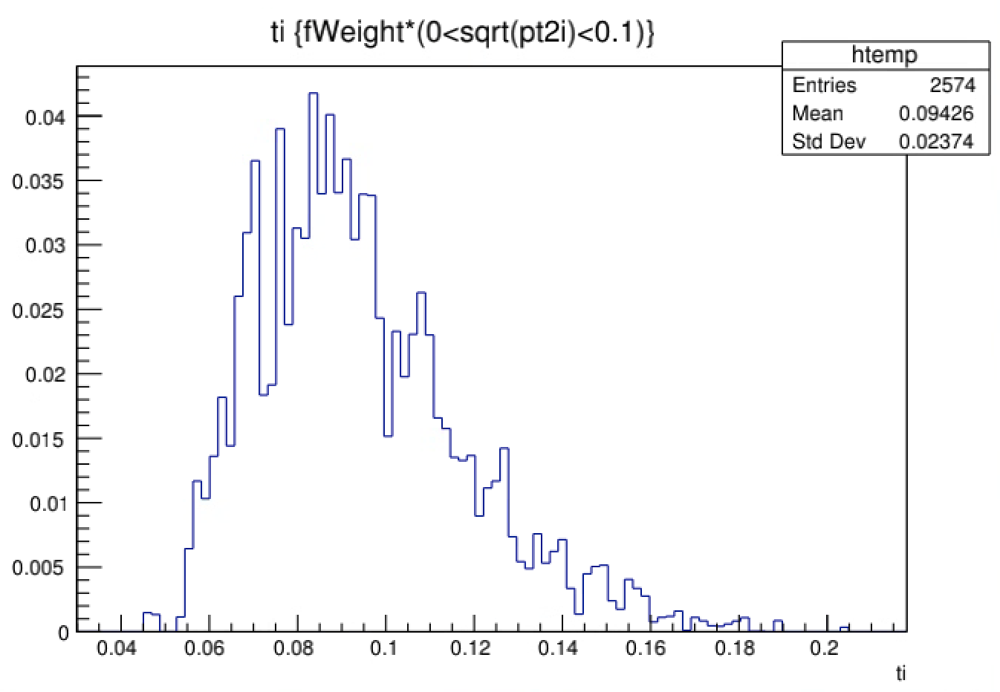 ti {fWeight*(0<sqrt(pt2i)<0.1)}
htemp
Entries 2574
Mean 0.09426
Std Dev 0.02374
0.04
0.035
0.03
0.025
0.02
0.015
0.01
0.005
0
0.04 0.06 0.08 0.1 0.12 0.14 0.16 0.18 0.2
ti